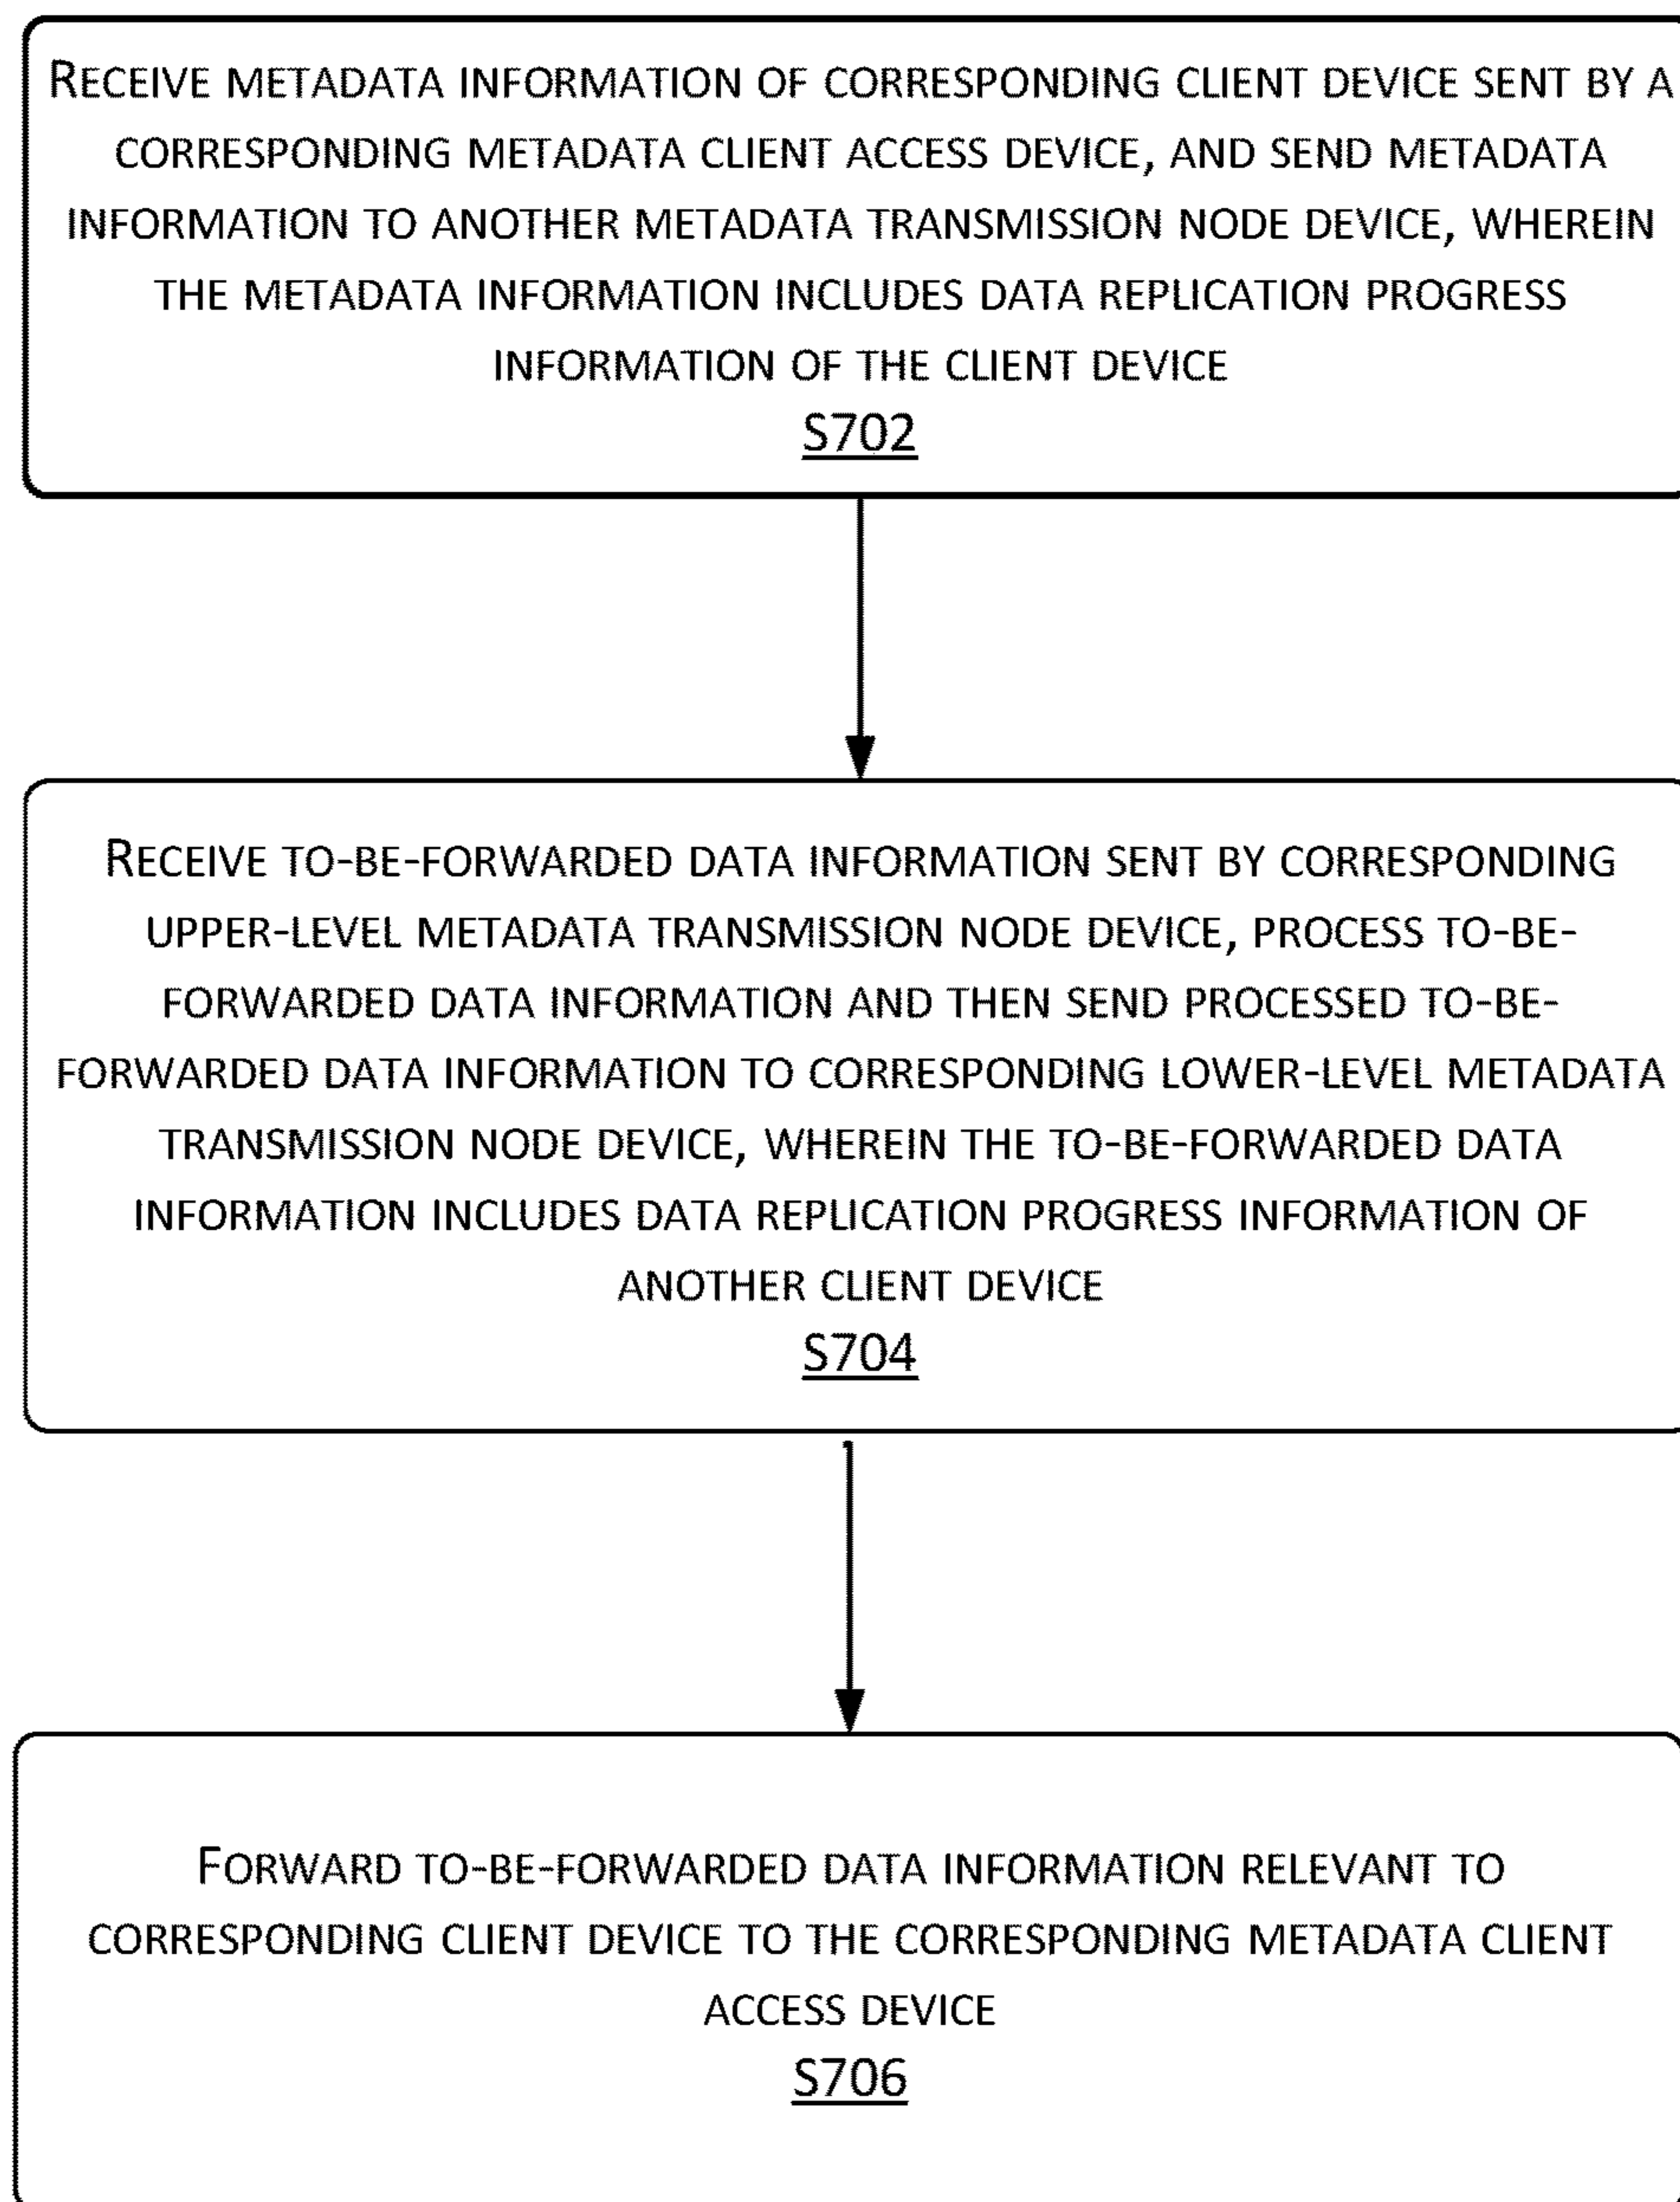 RECEIVE METADATA INFORMATION OF CORRESPONDING CLIENT DEVICE SENT BY A
CORRESPONDING METADATA CLIENT ACCESS DEVICE, AND SEND METADATA
INFORMATION TO ANOTHER METADATA TRANSMISSION NODE DEVICE, WHEREIN
THE METADATA INFORMATION INCLUDES DATA REPLICATION PROGRESS
INFORMATION OF THE CLIENT DEVICE
S702
RECEIVE TO-BE-FORWARDED DATA INFORMATION SENT BY CORRESPONDING
UPPER-LEVEL METADATA TRANSMISSION NODE DEVICE, PROCESS TO-BE-
FORWARDED DATA INFORMATION AND THEN SEND PROCESSED TO-BE-
FORWARDED DATA INFORMATION TO CORRESPONDING LOWER-LEVEL METADATA
TRANSMISSION NODE DEVICE, WHEREIN THE TO-BE-FORWARDED DATA
INFORMATION INCLUDES DATA REPLICATION PROGRESS INFORMATION OF
ANOTHER CLIENT DEVICE
S704
FORWARD TO-BE-FORWARDED DATA INFORMATION RELEVANT TO
CORRESPONDING CLIENT DEVICE TO THE CORRESPONDING METADATA CLIENT
ACCESS DEVICE
S706